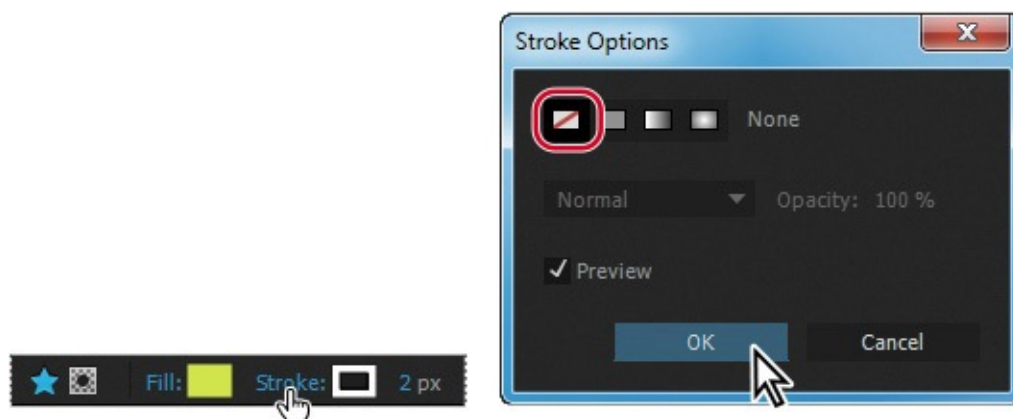 Stroke Options
None
Normal Opacity: 100 %
Preview
OK Cancel
Fill: Stroke: 2 px